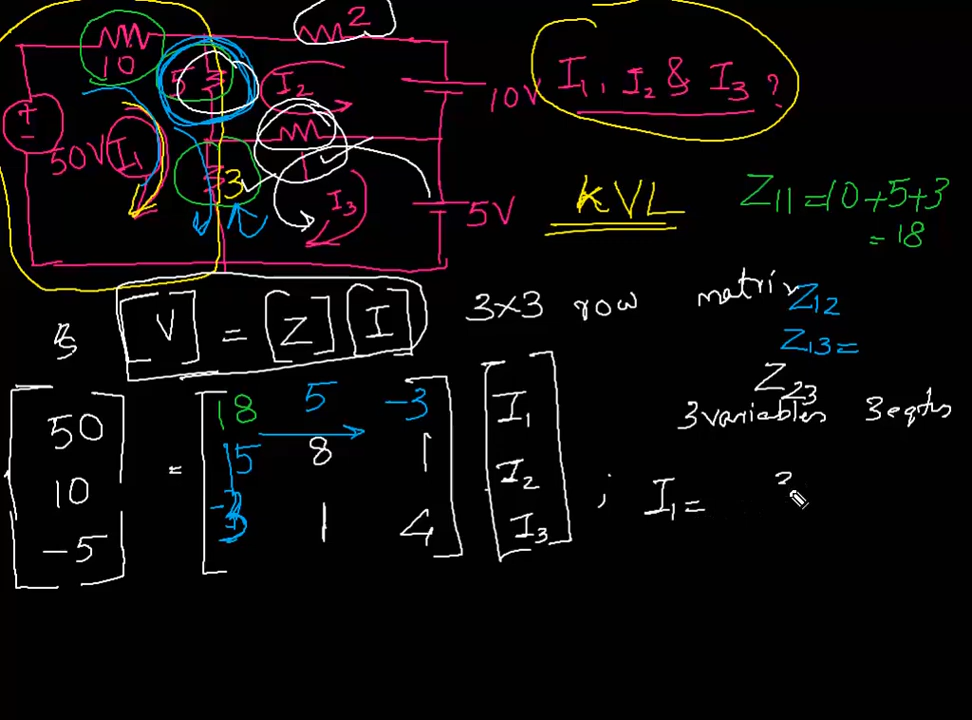 2
10
5
I2
10V
I1, I2 & I3 ?
+
-
50V
I1
3
I3
5V
KVL
Z11 = 10+5+3
= 18
[V] = [Z] [I]
3×3 row matrix
Z12
Z13 =
Z23
3 variables 3 eqtns
50
10
-5
=
18 5 -3
5 8 1
-3 1 4
I1
I2
I3
; I1 =